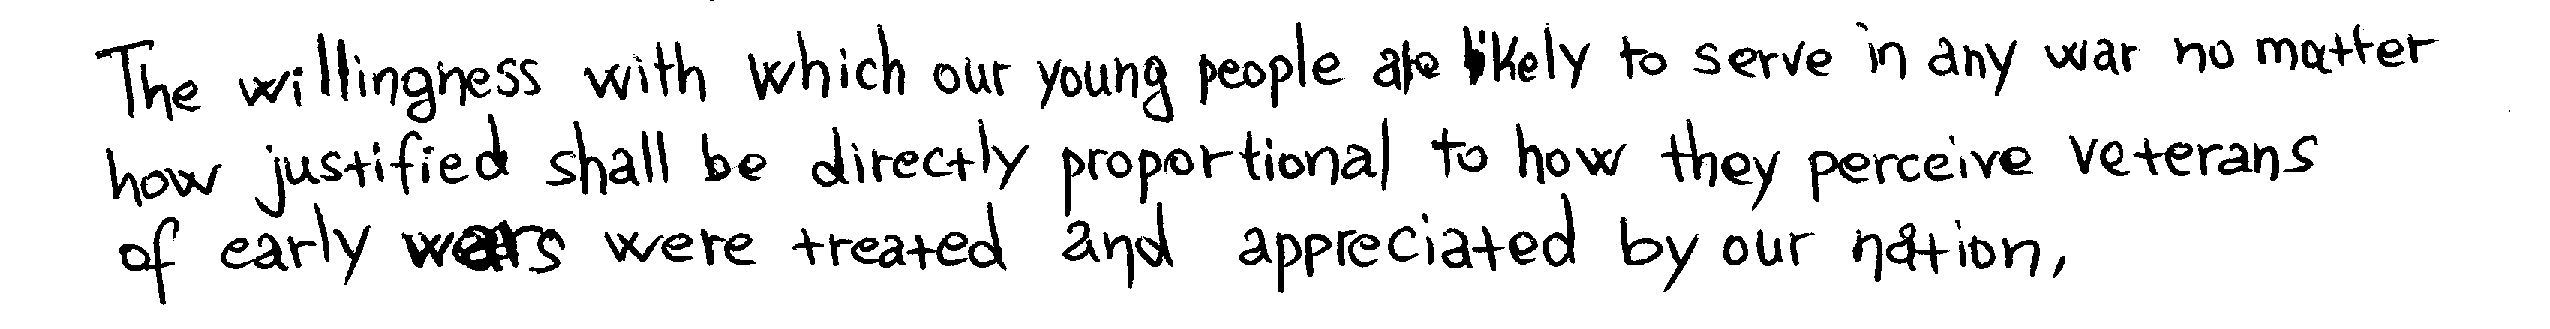 The willingness with which our young people are likely to serve in any war no matter
how justified shall be directly proportional to how they perceive veterans
of early wars were treated and appreciated by our nation,